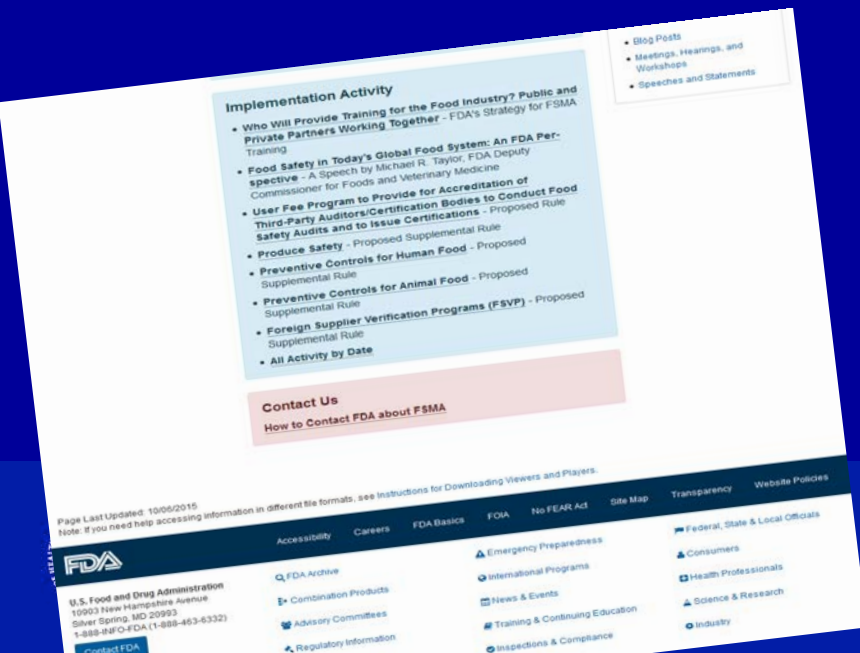 Blog Posts
Meetings, Hearings, and
Workshops
Speeches and Statements
Implementation Activity
Who Will Provide Training for the Food Industry? Public and
Private Partners Working Together - FDA's Strategy for FSMA
Training
Food Safety in Today's Global Food System: An FDA Per-
spective - A Speech by Michael R. Taylor, FDA Deputy
Commissioner for Foods and Veterinary Medicine
User Fee Program to Provide for Accreditation of
Third-Party Auditors/Certification Bodies to Conduct Food
Safety Audits and to Issue Certifications - Proposed Rule
Produce Safety - Proposed Supplemental Rule
Preventive Controls for Human Food - Proposed
Supplemental Rule
Preventive Controls for Animal Food - Proposed
Supplemental Rule
Foreign Supplier Verification Programs (FSVP) - Proposed
Supplemental Rule
All Activity by Date
Contact Us
How to Contact FDA about FSMA
Page Last Updated: 10/06/2015
Note: If you need help accessing information in different file formats, see Instructions for Downloading Viewers and Players.
Accessibility Careers FDA Basics FOIA No FEAR Act Site Map Transparency Website Policies
FDA
U.S. Food and Drug Administration
10903 New Hampshire Avenue
Silver Spring, MD 20993
1-888-INFO-FDA (1-888-463-6332)
Contact FDA
FDA Archive
Combination Products
Advisory Committees
Regulatory Information
Emergency Preparedness
International Programs
News & Events
Training & Continuing Education
Inspections & Compliance
Federal, State & Local Officials
Consumers
Health Professionals
Science & Research
Industry